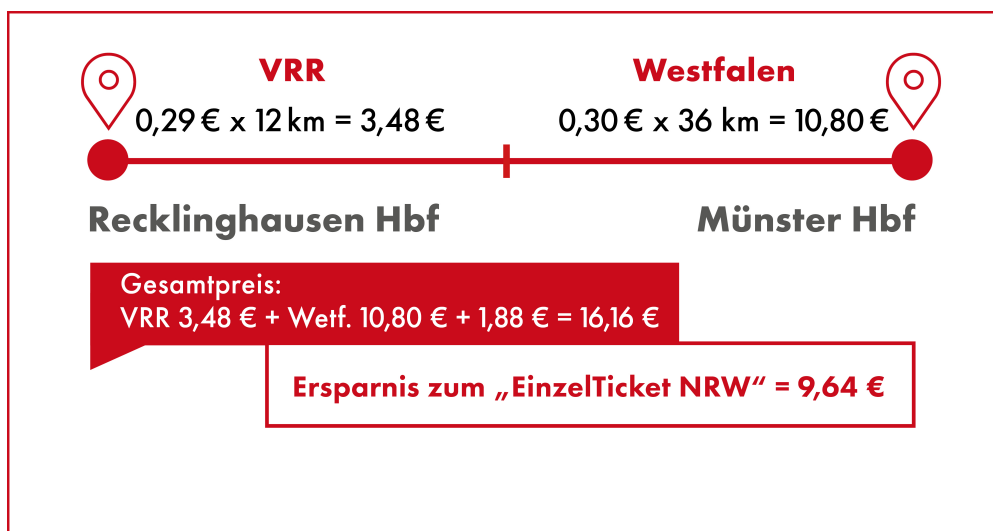 VRR
0,29 € x 12 km = 3,48 €
Westfalen
0,30 € x 36 km = 10,80 €
Recklinghausen Hbf
Münster Hbf
Gesamtpreis:
VRR 3,48 € + Wetf. 10,80 € + 1,88 € = 16,16 €
Ersparnis zum „EinzelTicket NRW“ = 9,64 €